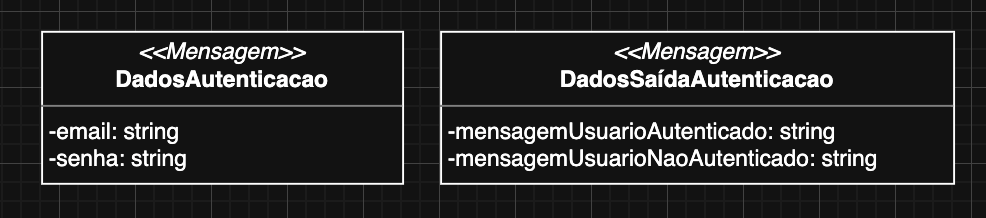 <<Mensagem>>
DadosAutenticacao
-email: string
-senha: string
<<Mensagem>>
DadosSaídaAutenticacao
-mensagemUsuarioAutenticado: string
-mensagemUsuarioNaoAutenticado: string